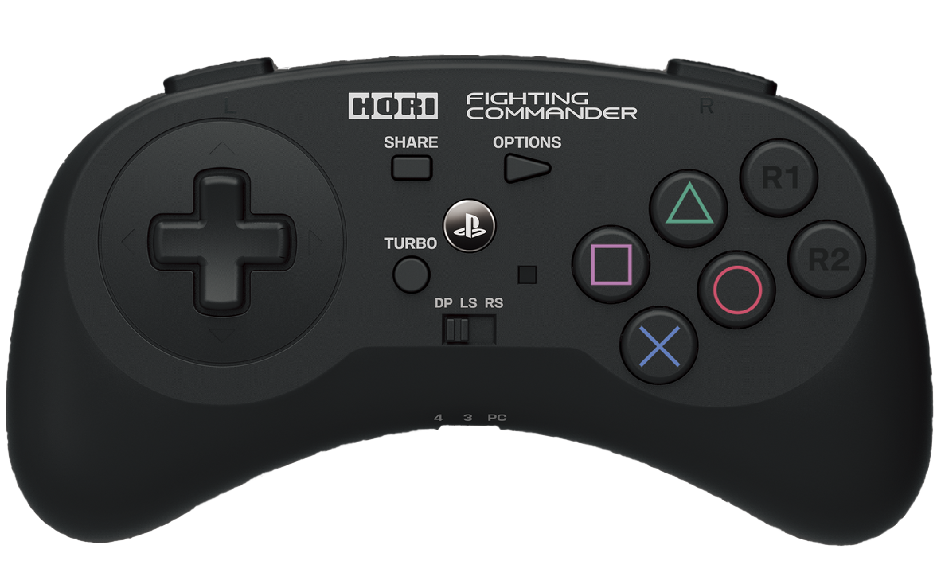 L
HORI
FIGHTING
COMMANDER
R
SHARE
OPTIONS
R1
TURBO
R2
DP LS RS
4 3 PC